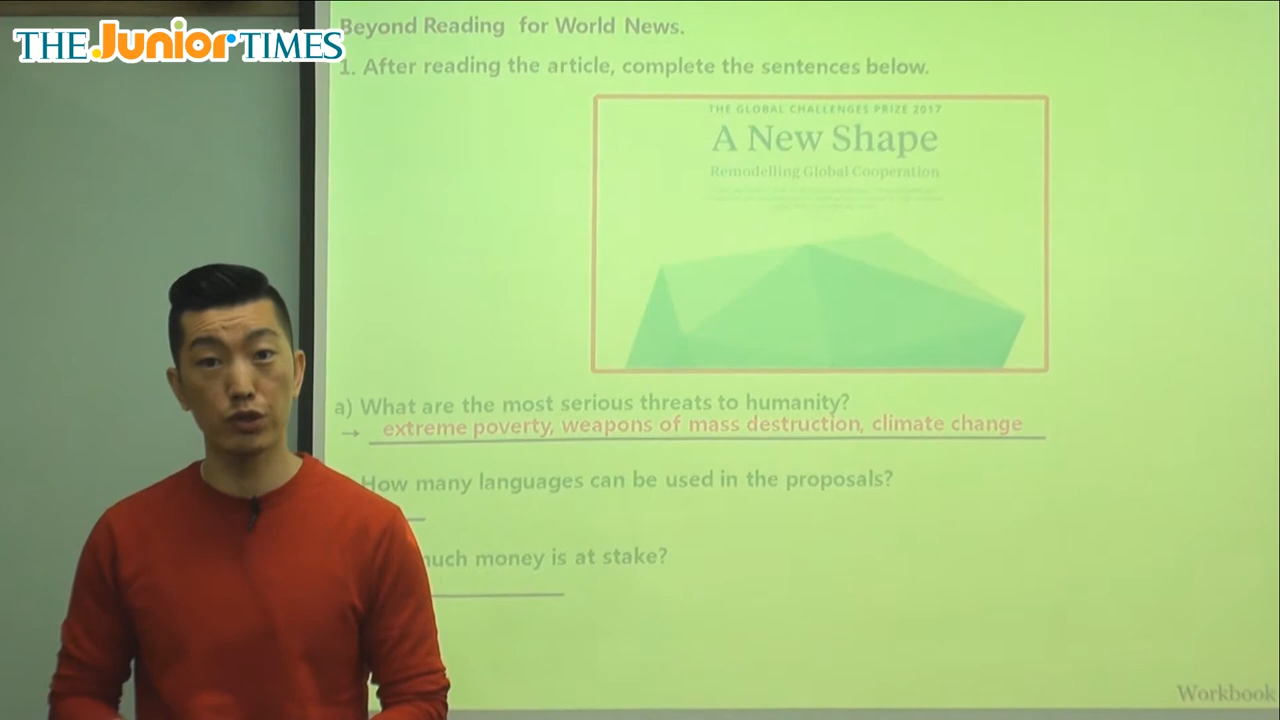 THE Junior TIMES
Beyond Reading for World News.
1. After reading the article, complete the sentences below.
THE GLOBAL CHALLENGES PRIZE 2017
A New Shape
Remodelling Global Cooperation
a) What are the most serious threats to humanity?
→ extreme poverty, weapons of mass destruction, climate change
How many languages can be used in the proposals?
much money is at stake?
Workbook